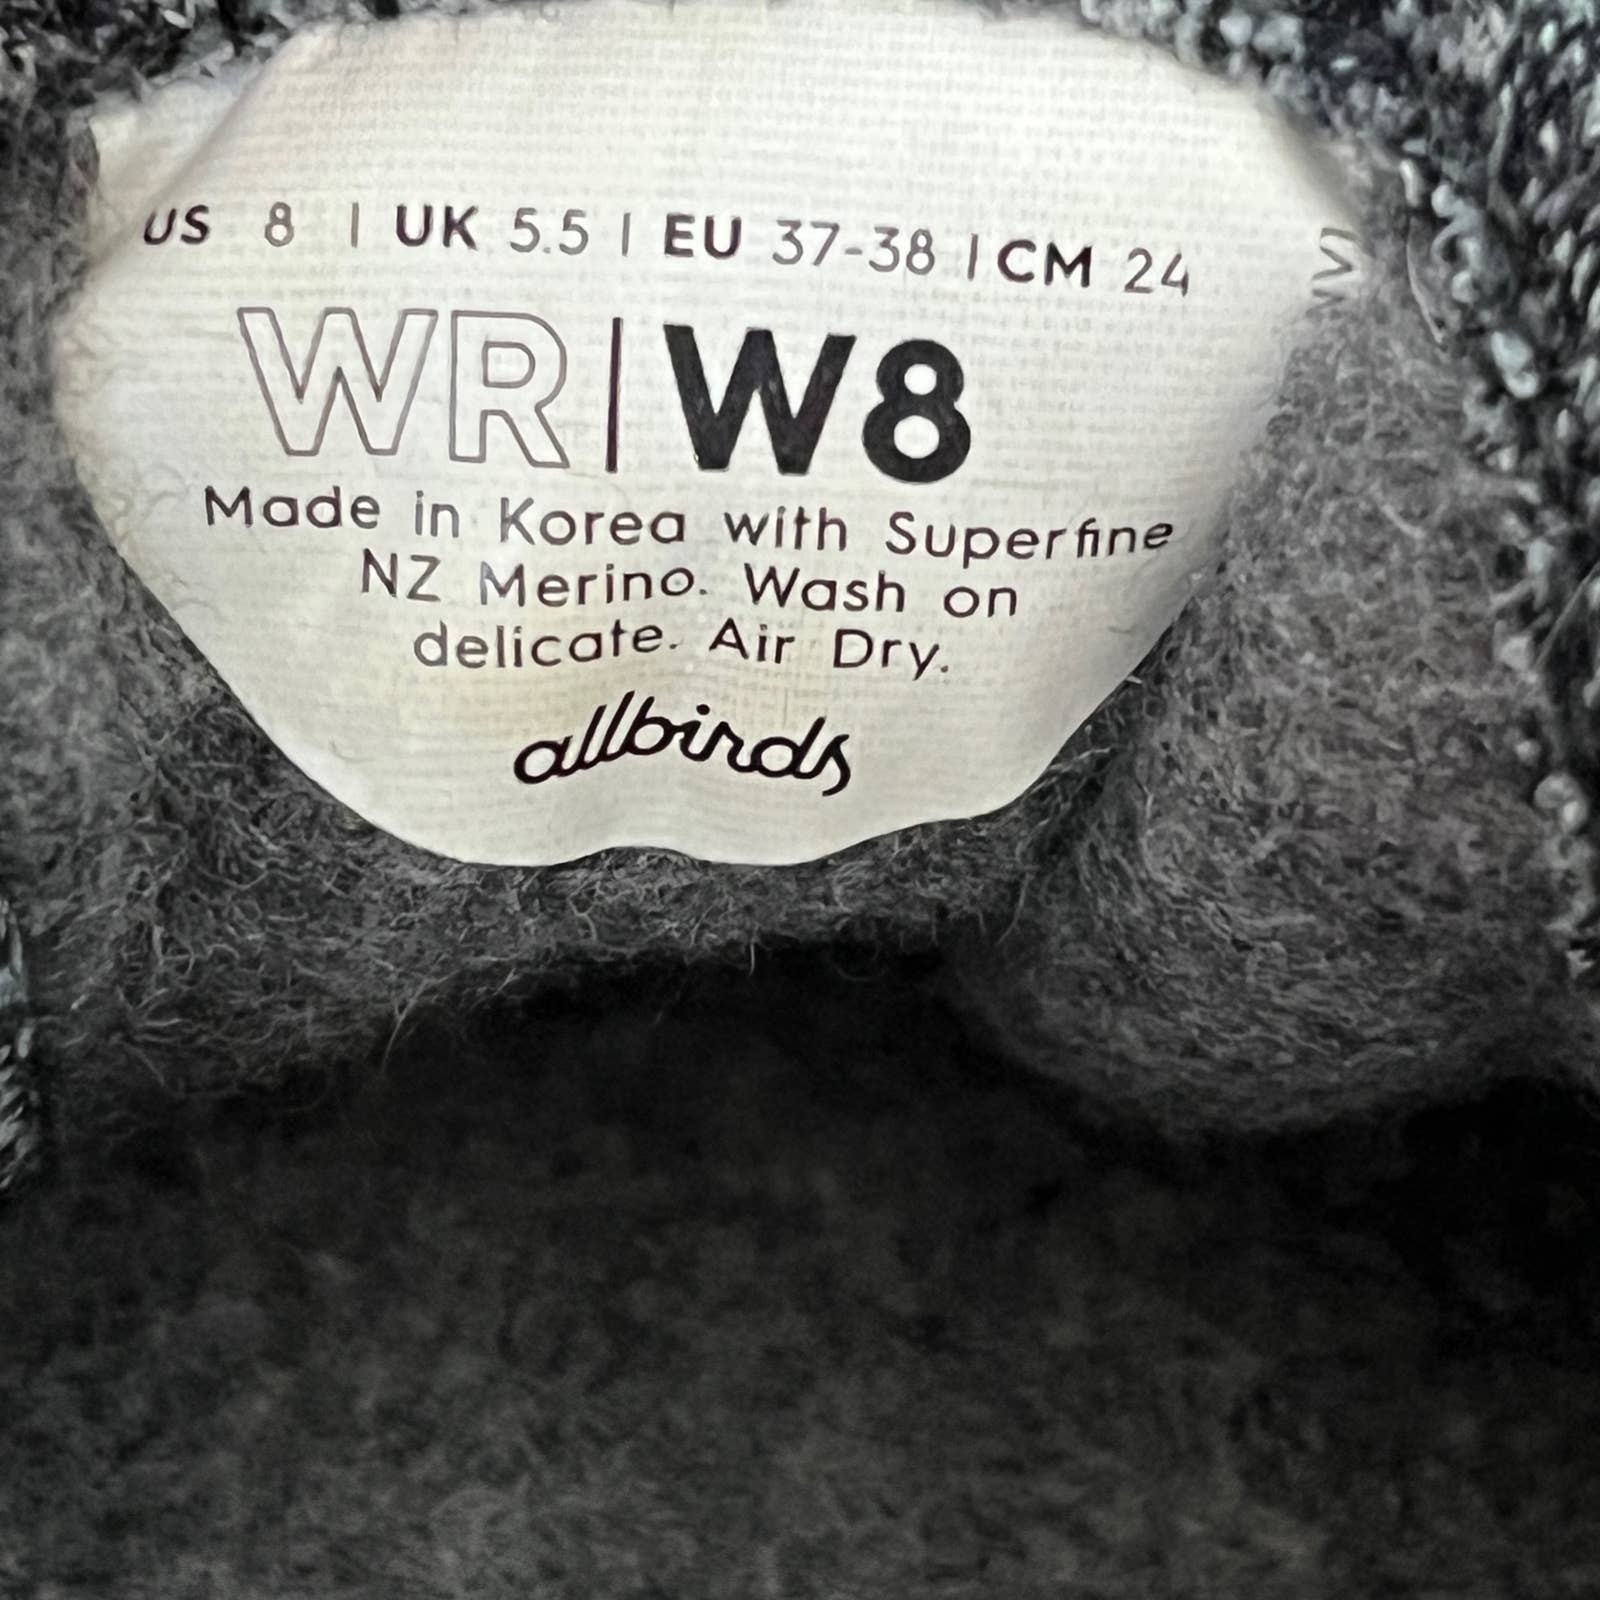 US 8 | UK 5.5 | EU 37-38 | CM 24
WR | W8
Made in Korea with Superfine
NZ Merino. Wash on
delicate. Air Dry.
allbirds